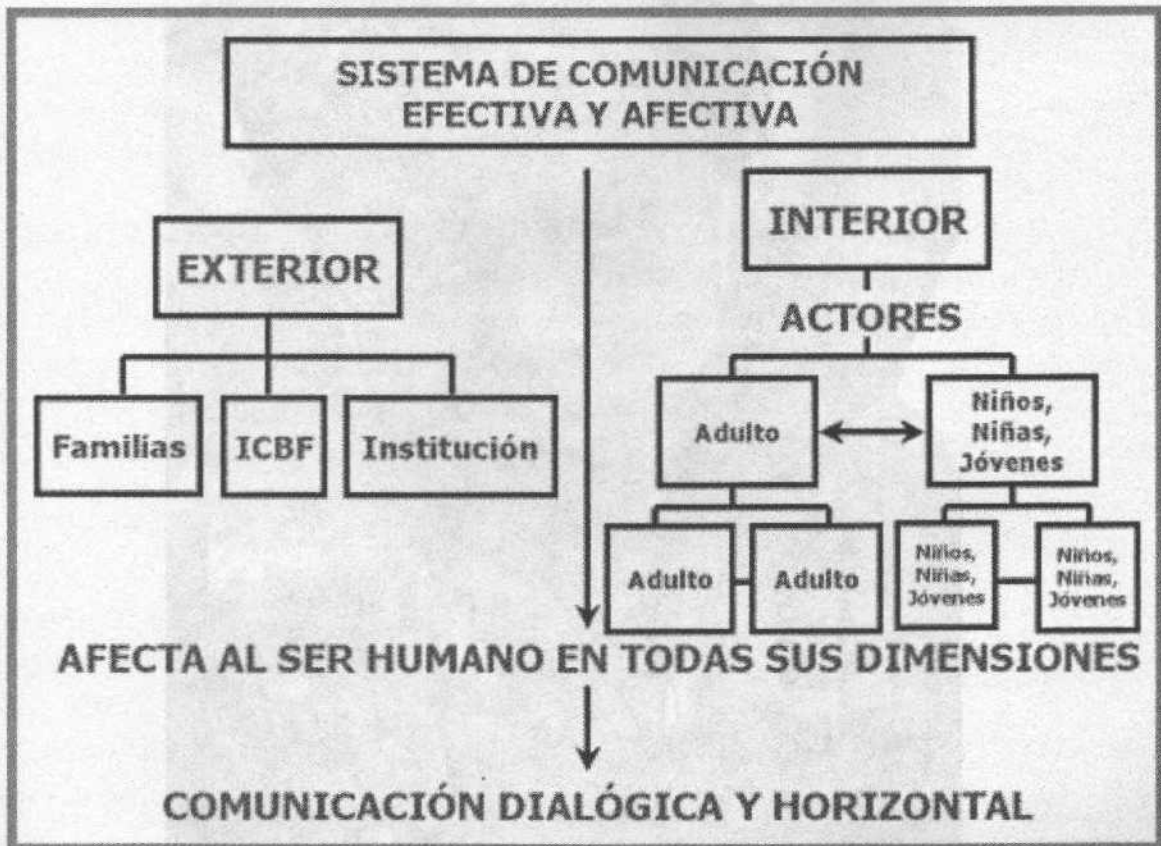 SISTEMA DE COMUNICACIÓN
EFECTIVA Y AFECTIVA
EXTERIOR
Familias
ICBF
Institución
INTERIOR
ACTORES
Adulto
Niños,
Niñas,
Jóvenes
Adulto
Adulto
Niños,
Niñas,
Jóvenes
Niños,
Niñas,
Jóvenes
AFECTA AL SER HUMANO EN TODAS SUS DIMENSIONES
COMUNICACIÓN DIALÓGICA Y HORIZONTAL